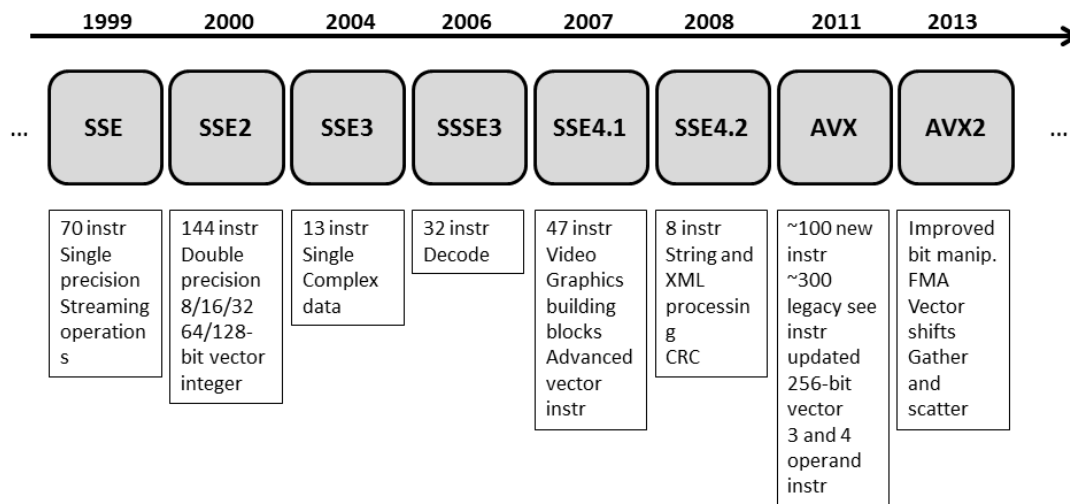 1999 2000 2004 2006 2007 2008 2011 2013
... SSE SSE2 SSE3 SSSE3 SSE4.1 SSE4.2 AVX AVX2 ...
70 instr
Single
precision
Streaming
operation
s
144 instr
Double
precision
8/16/32
64/128-
bit vector
integer
13 instr
Single
Complex
data
32 instr
Decode
47 instr
Video
Graphics
building
blocks
Advanced
vector
instr
8 instr
String and
XML
processin
g
CRC
~100 new
instr
~300
legacy see
instr
updated
256-bit
vector
3 and 4
operand
instr
Improved
bit manip.
FMA
Vector
shifts
Gather
and
scatter